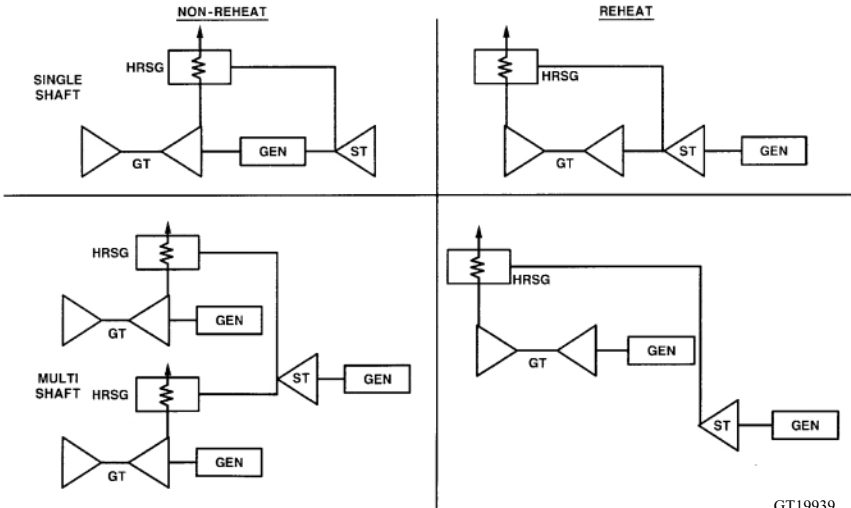 NON-REHEAT
REHEAT
SINGLE
SHAFT
HRSG
GT
GEN
ST
HRSG
GT
ST
GEN
MULTI
SHAFT
HRSG
GT
GEN
HRSG
GT
GEN
ST
GEN
HRSG
GT
GEN
ST
GEN
GT19939